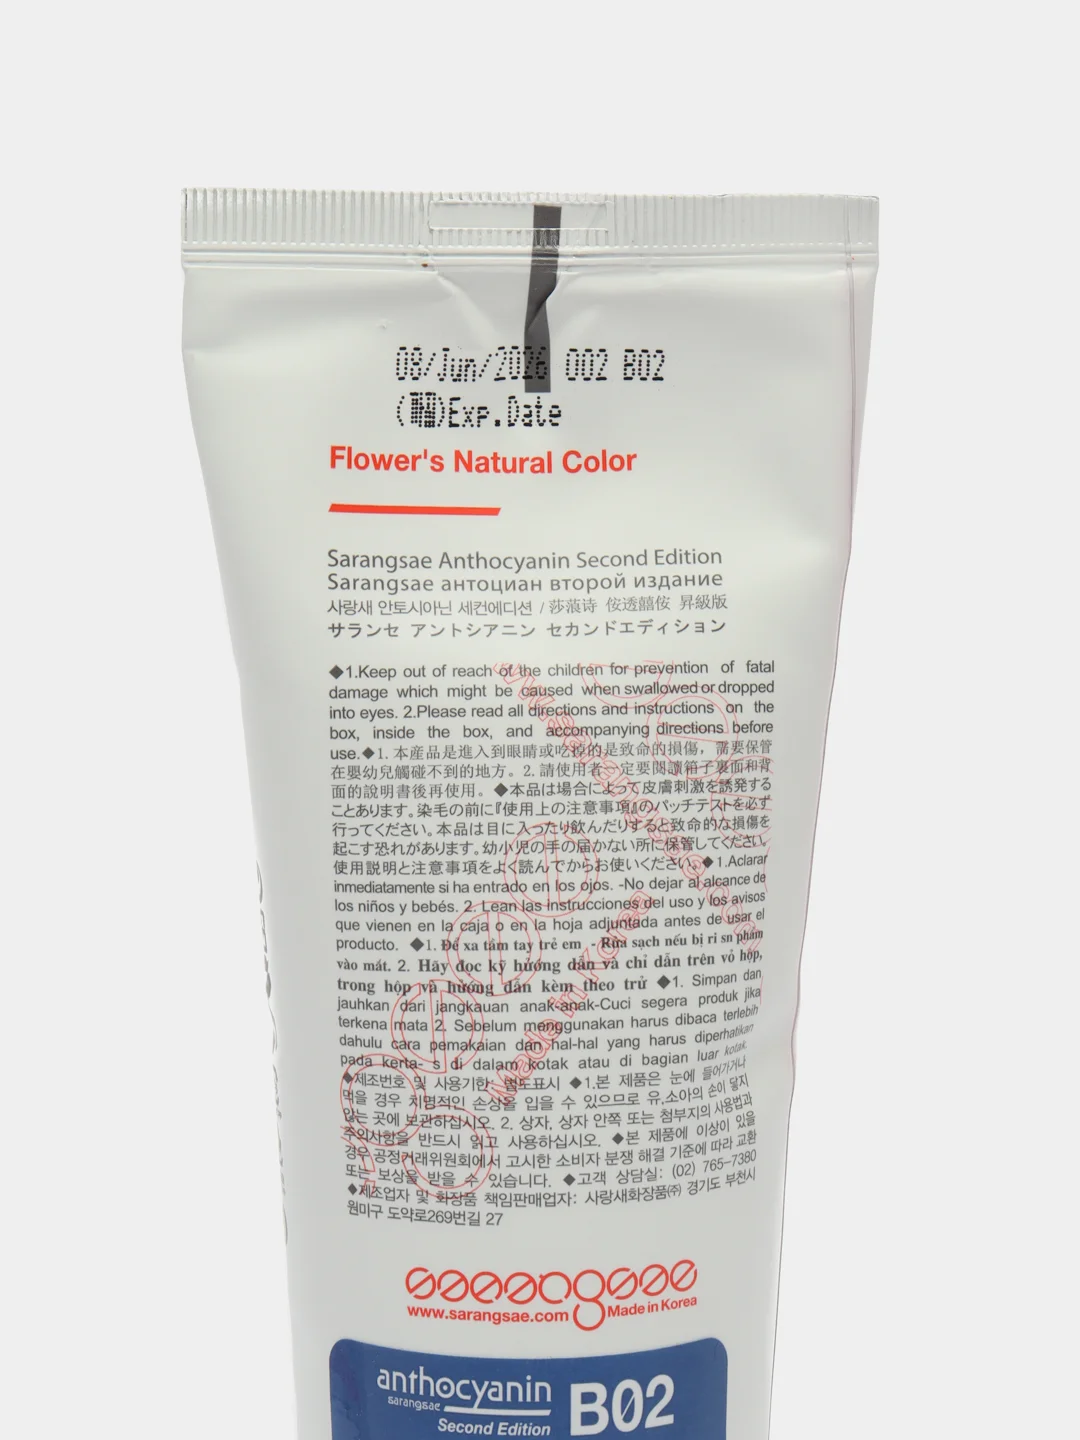 08/Jun/2026 002 B02
Exp.Date
Flower's Natural Color
Sarangsae Anthocyanin Second Edition
Sarangsae антоциан второй издание
사랑새 안토시아닌 세컨에디션 / 莎蒗诗 侒透囍侒 昇級版
サランセ アントシアニン セカンドエディション
◆1.Keep out of reach of the children for prevention of fatal
damage which might be caused when swallowed or dropped
into eyes. 2.Please read all directions and instructions on the
box, inside the box, and accompanying directions before
use.◆1. 本産品是進入到眼睛或吃掉的是致命的損傷，需要保管
在嬰幼兒觸碰不到的地方。2. 請使用者一定要閱讀箱子裏面和背
面的說明書後再使用。◆本品は場合によって皮膚刺激を誘発する
ことあります。染毛の前に『使用上の注意事項』のパッチテストを必ず
行ってください。本品は目に入ったり飲んだりすると致命的な損傷を
起こす恐れがあります。幼小児の手の届かない所に保管してください。
使用説明と注意事項をよく読んでからお使いください。◆1.Aclarar
inmediatamente si ha entrado en los ojos. -No dejar al alcance de
los niños y bebés. 2. Lean las instrucciones del uso y los avisos
que vienen en la caja o en la hoja adjuntada antes de usar el
producto. ◆1. Để xa tầm tay trẻ em - Rửa sạch nếu bị rỉ sn phẩm
vào mắt. 2. Hãy đọc kỹ hướng dẫn và chỉ dẫn trên vỏ hộp,
trong hộp và hướng dẫn kèm theo trứ ◆1. Simpan dan
jauhkan dari jangkauan anak-anak-Cuci segera produk jika
terkena mata 2. Sebelum menggunakan harus dibaca terlebih
dahulu cara pemakaian dan hal-hal yang harus diperhatikan
pada kerta- s di dalam kotak atau di bagian luar kotak.
◆제조번호 및 사용기한: 별도표시 ◆1.본 제품은 눈에 들어가거나
먹을 경우 치명적인 손상을 입을 수 있으므로 유,소아의 손이 닿지
않는 곳에 보관하십시오. 2. 상자, 상자 안쪽 또는 첨부지의 사용법과
주의사항을 반드시 읽고 사용하십시오. ◆본 제품에 이상이 있을
경우 공정거래위원회에서 고시한 소비자 분쟁 해결 기준에 따라 교환
또는 보상을 받을 수 있습니다. ◆고객 상담실: (02) 765-7380
◆제조업자 및 화장품 책임판매업자: 사랑새화장품㈜ 경기도 부천시
원미구 도약로269번길 27
www.sarangsae.com
Made in Korea
sarangsae
www.sarangsae.com Made in Korea
anthocyanin
sarangsae
Second Edition
B02